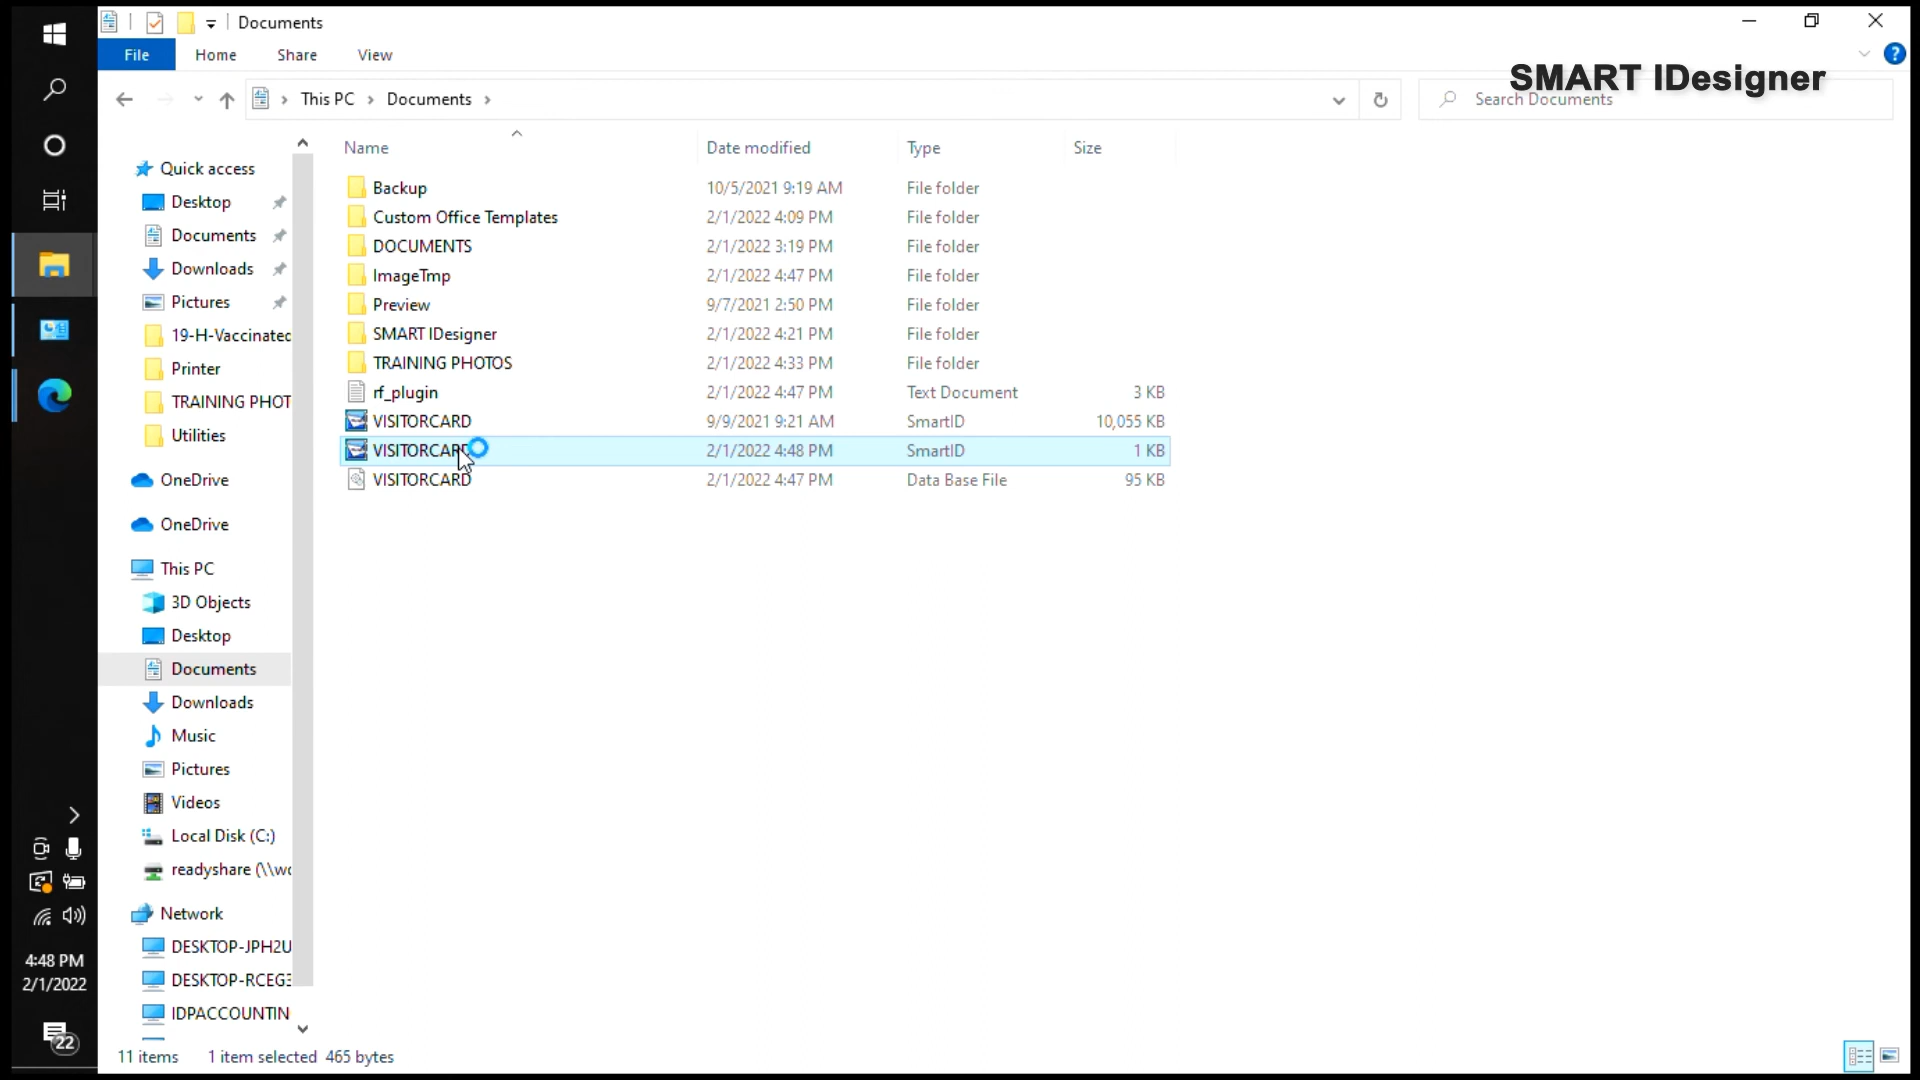 Documents
File Home Share View
SMART IDesigner
This PC Documents
Search Documents
Name Date modified Type Size
Quick access
Desktop
Documents
Downloads
Pictures
19-H-Vaccinated
Printer
TRAINING PHOT
Utilities
OneDrive
OneDrive
This PC
3D Objects
Desktop
Documents
Downloads
Music
Pictures
Videos
Local Disk (C:)
readyshare (\\wo
Network
DESKTOP-JPH2U
DESKTOP-RCEG3
IDPACCOUNTIN
Backup 10/5/2021 9:19 AM File folder
Custom Office Templates 2/1/2022 4:09 PM File folder
DOCUMENTS 2/1/2022 3:19 PM File folder
ImageTmp 2/1/2022 4:47 PM File folder
Preview 9/7/2021 2:50 PM File folder
SMART IDesigner 2/1/2022 4:21 PM File folder
TRAINING PHOTOS 2/1/2022 4:33 PM File folder
rf_plugin 2/1/2022 4:47 PM Text Document 3 KB
VISITORCARD 9/9/2021 9:21 AM SmartID 10,055 KB
VISITORCARD 2/1/2022 4:48 PM SmartID 1 KB
VISITORCARD 2/1/2022 4:47 PM Data Base File 95 KB
4:48 PM
2/1/2022
22
11 items 1 item selected 465 bytes